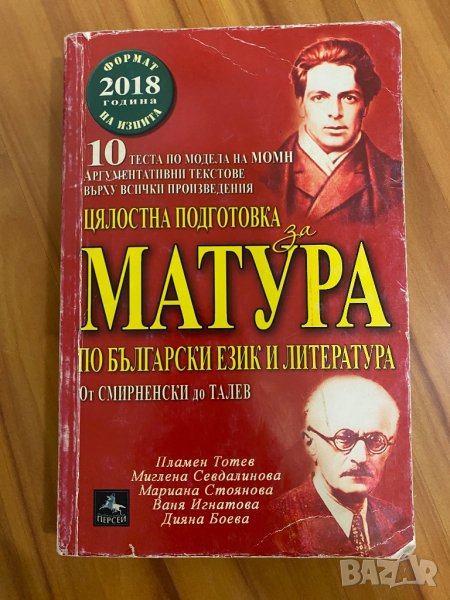 ФОРМАТ
2018
ГОДИНА
НА ИЗПИТА
10 ТЕСТА ПО МОДЕЛА НА МОМН
АРГУМЕНТАТИВНИ ТЕКСТОВЕ
ВЪРХУ ВСИЧКИ ПРОИЗВЕДЕНИЯ
ЦЯЛОСТНА ПОДГОТОВКА
за
МАТУРА
ПО БЪЛГАРСКИ ЕЗИК И ЛИТЕРАТУРА
От СМИРНЕНСКИ до ТАЛЕВ
Пламен Тотев
Миглена Севдалинова
Мариана Стоянова
Ваня Игнатова
Дияна Боева
ПЕРСЕЙ
BAZAR